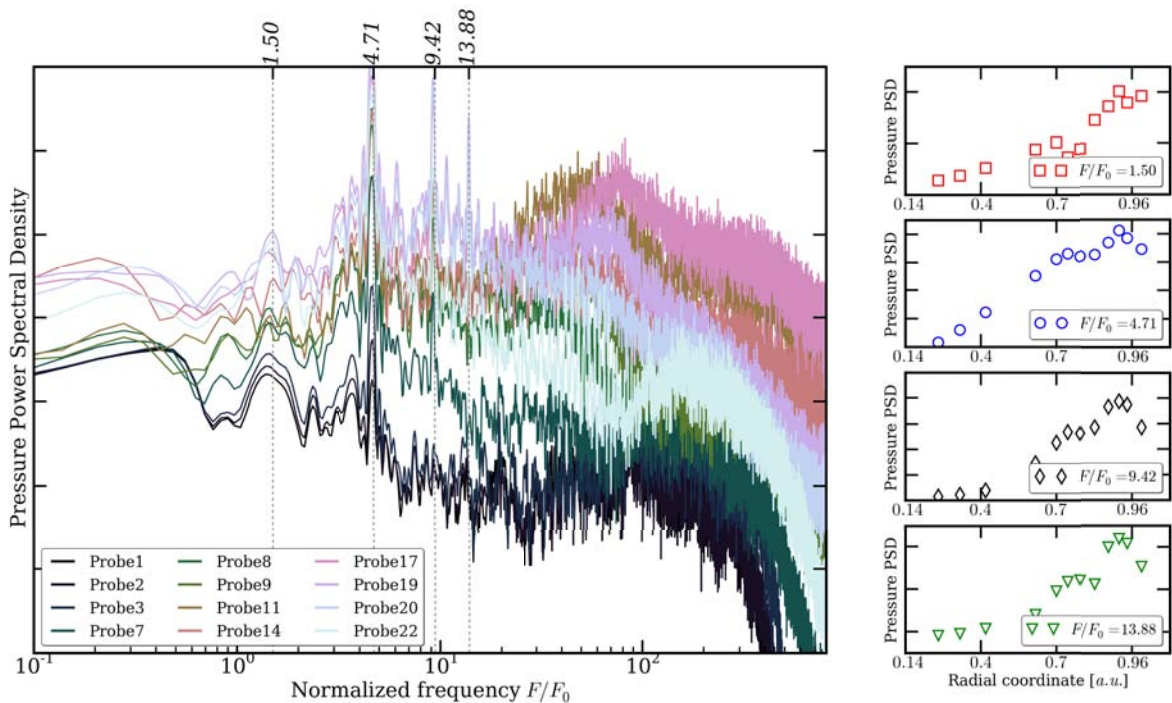 1.50
4.71
9.42
13.88
Pressure Power Spectral Density
Probe1
Probe2
Probe3
Probe7
Probe8
Probe9
Probe11
Probe14
Probe17
Probe19
Probe20
Probe22
10-1
100
101
102
Normalized frequency F/F0
Pressure PSD
F/F0 =1.50
0.14
0.4
0.7
0.96
Pressure PSD
F/F0 =4.71
0.14
0.4
0.7
0.96
Pressure PSD
F/F0 =9.42
0.14
0.4
0.7
0.96
Pressure PSD
F/F0 =13.88
0.14
0.4
0.7
0.96
Radial coordinate [a.u.]